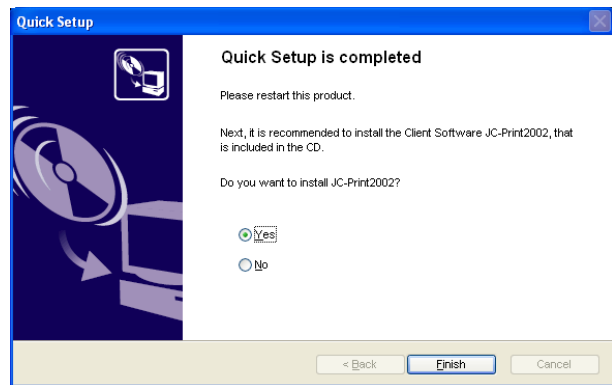 Quick Setup
Quick Setup is completed
Please restart this product.
Next, it is recommended to install the Client Software JC-Print2002, that
is included in the CD.
Do you want to install JC-Print2002?
Yes
No
< Back
Finish
Cancel